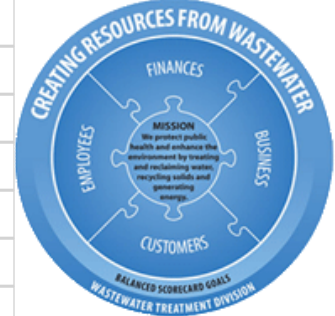 CREATING RESOURCES FROM WASTEWATER
FINANCES
EMPLOYEES
MISSION
We protect public
health and enhance the
environment by treating
and reclaiming water,
recycling solids and
generating
energy.
BUSINESS
CUSTOMERS
BALANCED SCORECARD GOALS
WASTEWATER TREATMENT DIVISION